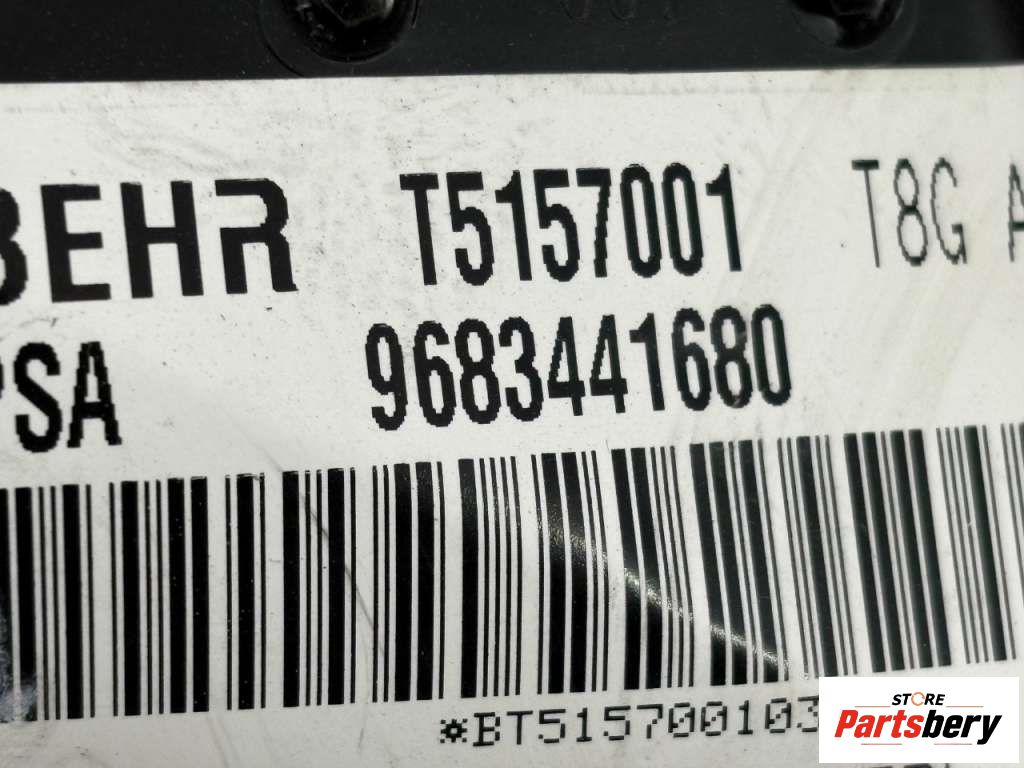 BEHR T5157001 T8G A
PSA 9683441680
*BT515700103
STORE
Partsbery